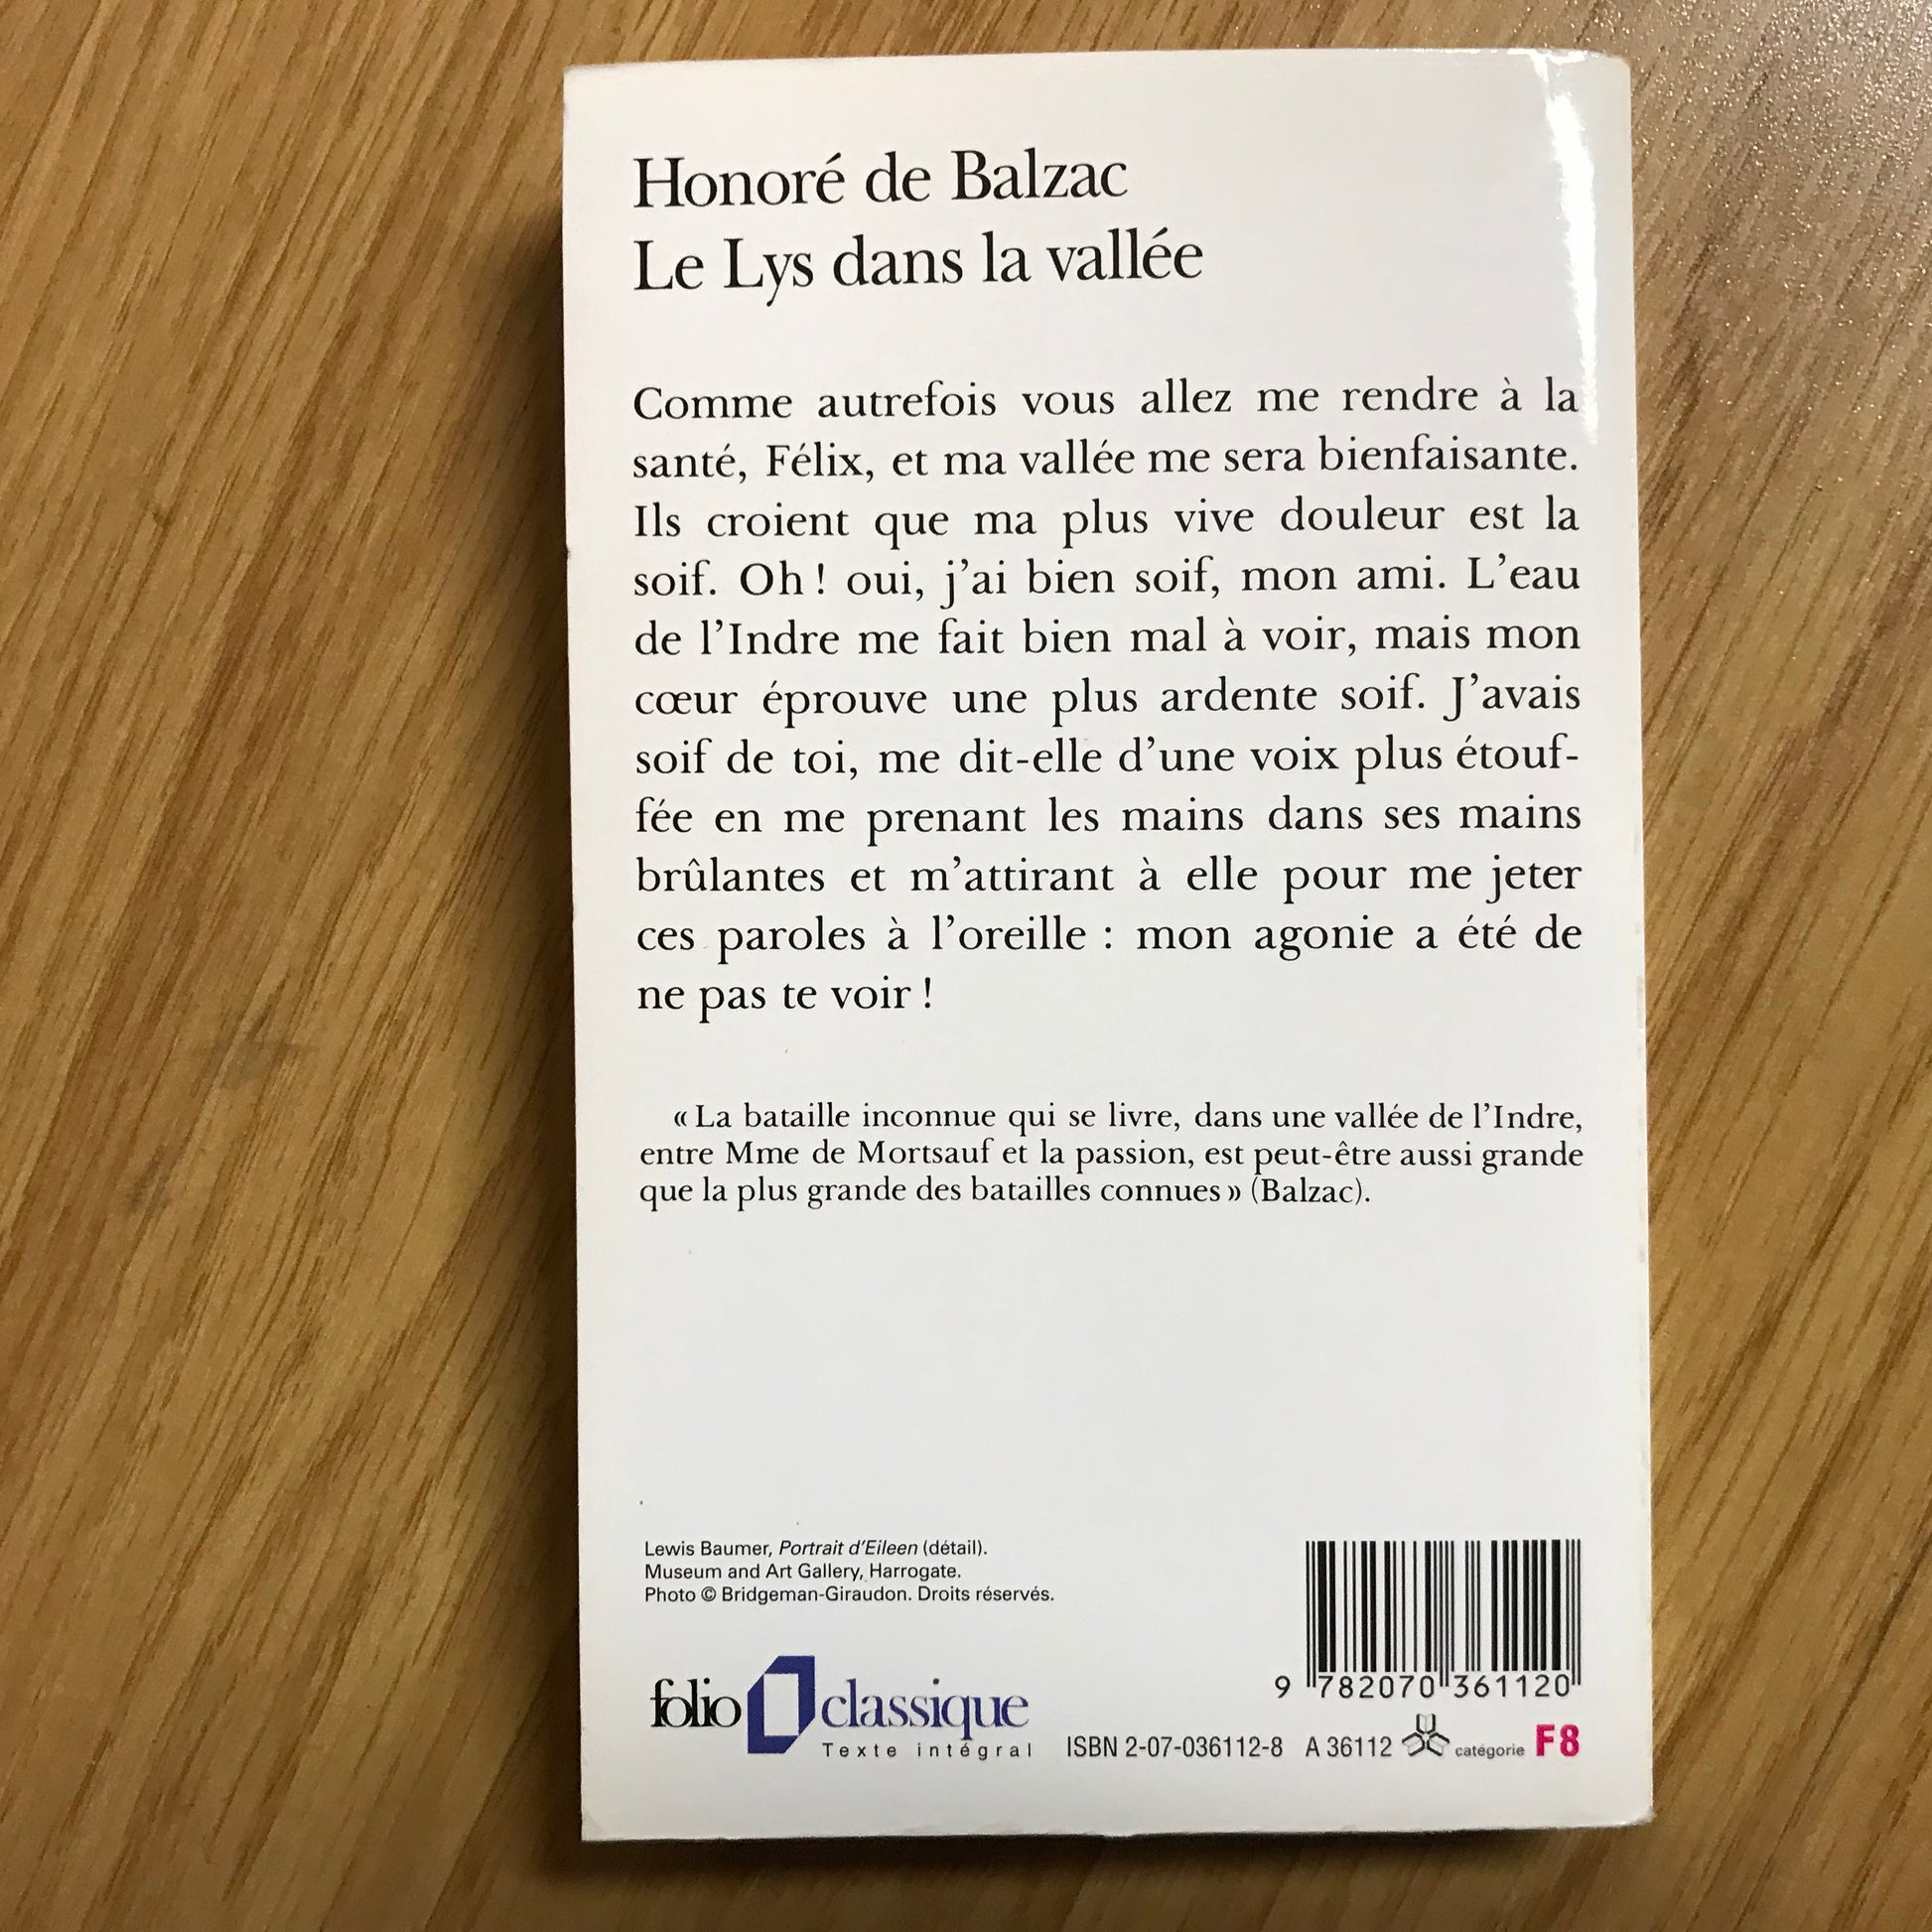 Honoré de Balzac
Le Lys dans la vallée
Comme autrefois vous allez me rendre à la
santé, Félix, et ma vallée me sera bienfaisante.
Ils croient que ma plus vive douleur est la
soif. Oh ! oui, j’ai bien soif, mon ami. L’eau
de l’Indre me fait bien mal à voir, mais mon
cœur éprouve une plus ardente soif. J’avais
soif de toi, me dit-elle d’une voix plus étouf-
fée en me prenant les mains dans ses mains
brûlantes et m’attirant à elle pour me jeter
ces paroles à l’oreille : mon agonie a été de
ne pas te voir !
« La bataille inconnue qui se livre, dans une vallée de l’Indre,
entre Mme de Mortsauf et la passion, est peut-être aussi grande
que la plus grande des batailles connues » (Balzac).
Lewis Baumer, Portrait d’Eileen (détail).
Museum and Art Gallery, Harrogate.
Photo © Bridgeman-Giraudon. Droits réservés.
folio classique
Texte intégral
9 782070 361120
ISBN 2-07-036112-8 A 36112 catégorie F8